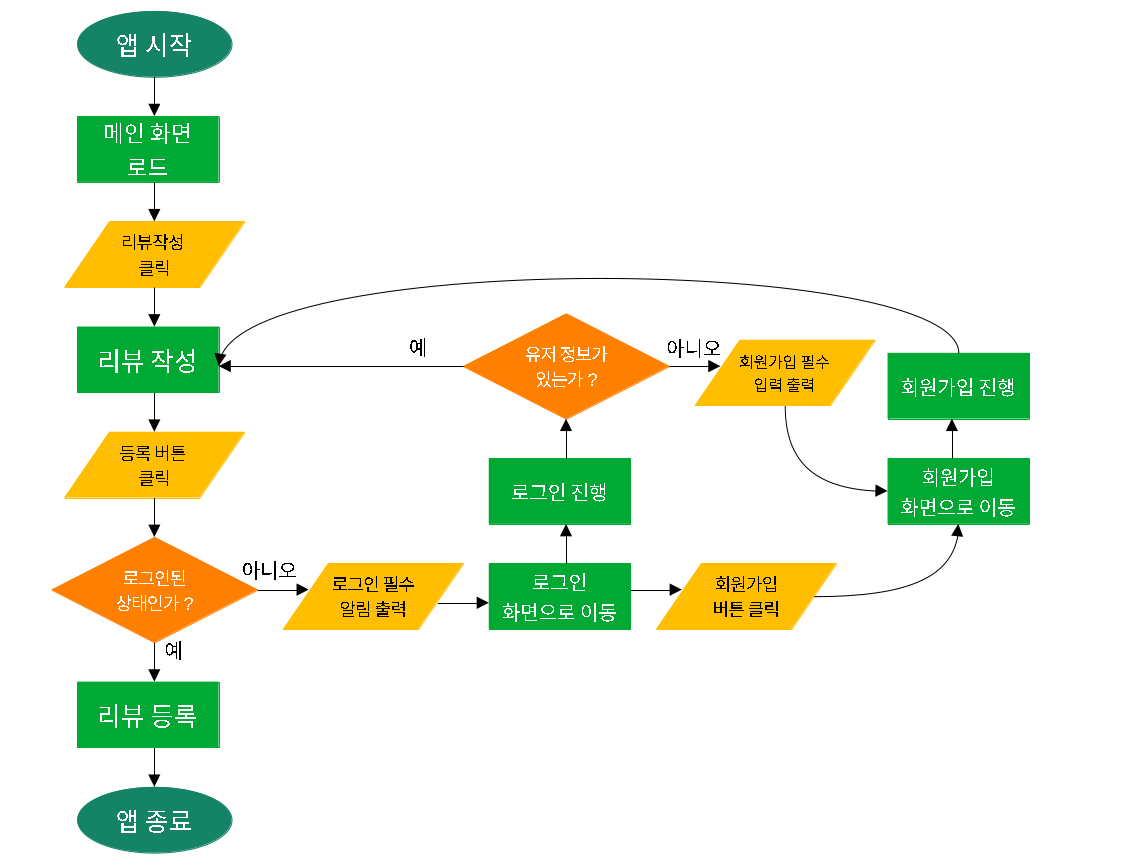 앱 시작
메인 화면
로드
리뷰작성
클릭
리뷰 작성
등록 버튼
클릭
로그인된
상태인가 ?
아니오
예
리뷰 등록
앱 종료
로그인 필수
알림 출력
로그인
화면으로 이동
로그인 진행
유저 정보가
있는가 ?
예
아니오
회원가입 필수
입력 출력
회원가입
버튼 클릭
회원가입
화면으로 이동
회원가입 진행